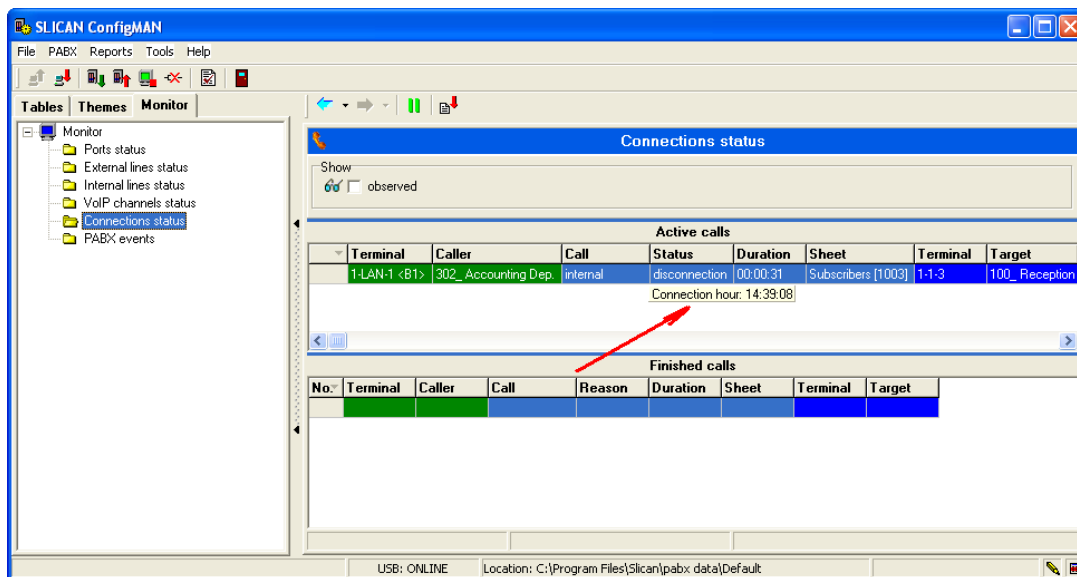 SLICAN ConfigMAN
File PABX Reports Tools Help
Tables Themes Monitor
Monitor
Ports status
External lines status
Internal lines status
VoIP channels status
Connections status
PABX events
Connections status
Show
observed
Active calls
Terminal Caller Call Status Duration Sheet Terminal Target
1-LAN-1 <B1> 302_ Accounting Dep. internal disconnection 00:00:31 Subscribers [1003] 1-1-3 100_ Reception
Connection hour: 14:39:08
Finished calls
No. Terminal Caller Call Reason Duration Sheet Terminal Target
USB: ONLINE Location: C:\Program Files\Slican\pabx data\Default